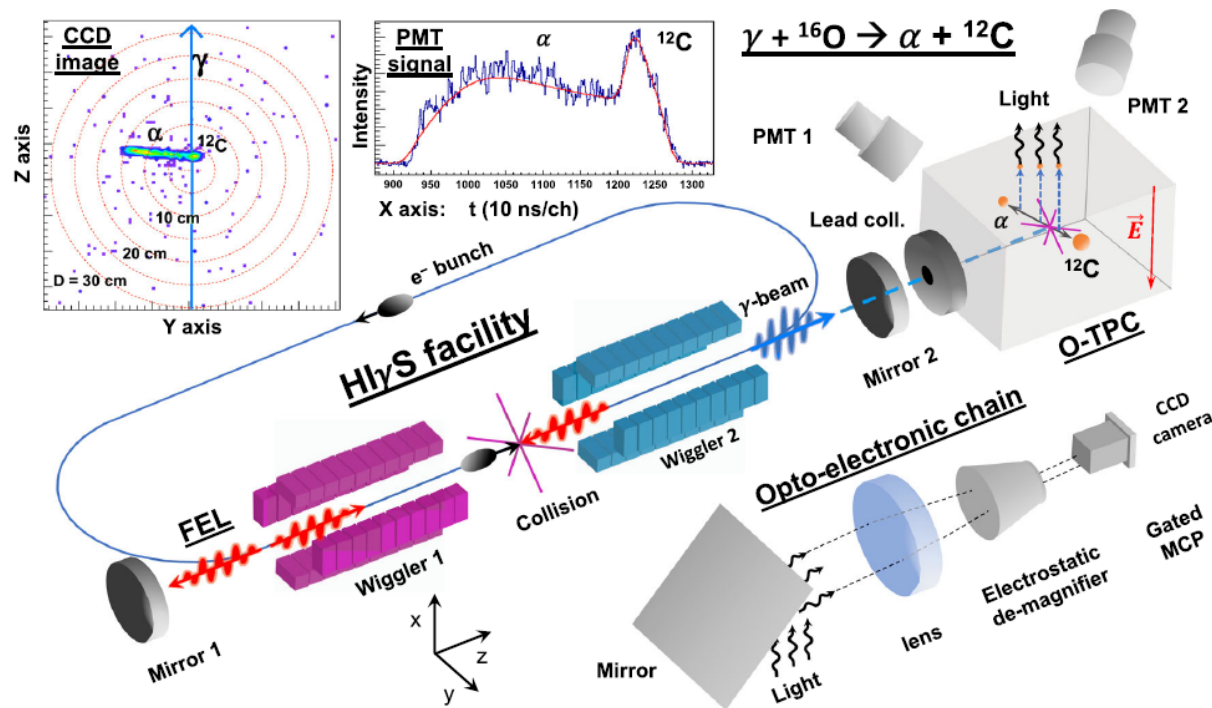 CCD
image
γ
α
¹²C
10 cm
20 cm
D = 30 cm
Z axis
Y axis
PMT
signal
α
¹²C
Intensity
900 950 1000 1050 1100 1150 1200 1250 1300
X axis: t (10 ns/ch)
γ + ¹⁶O → α + ¹²C
PMT 1
Light
PMT 2
Lead coll.
α
¹²C
E
O-TPC
e⁻ bunch
HIγS facility
γ-beam
Mirror 2
Wiggler 2
Collision
FEL
Wiggler 1
Mirror 1
x
z
y
Opto-electronic chain
CCD
camera
Gated
MCP
Electrostatic
de-magnifier
lens
Mirror
Light